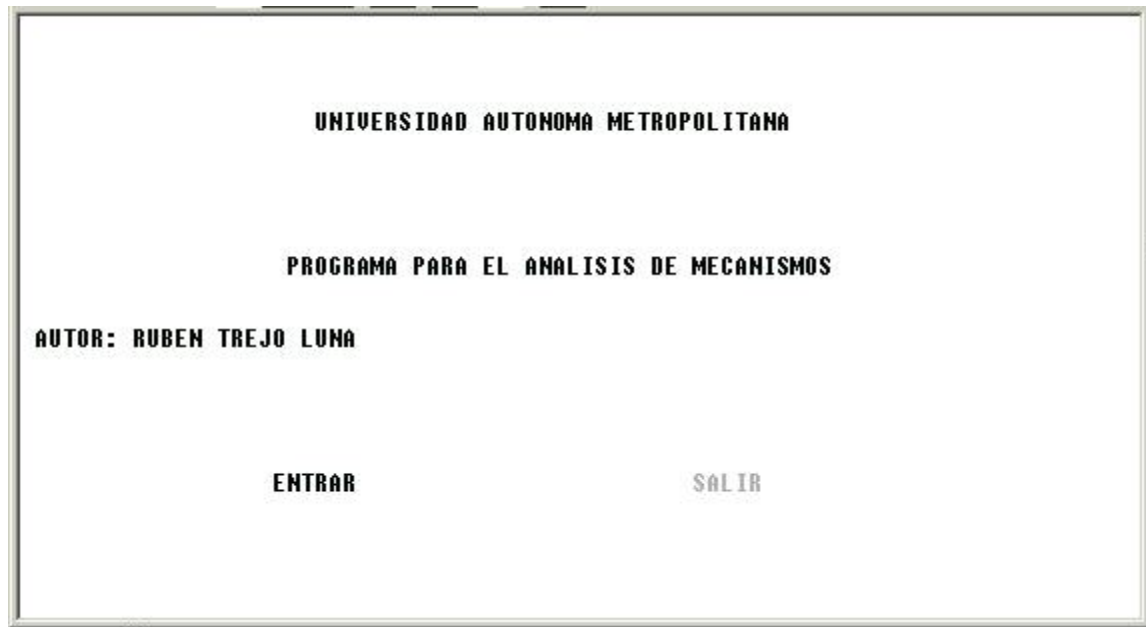 UNIVERSIDAD AUTONOMA METROPOLITANA
PROGRAMA PARA EL ANALISIS DE MECANISMOS
AUTOR: RUBEN TREJO LUNA
ENTRAR SALIR